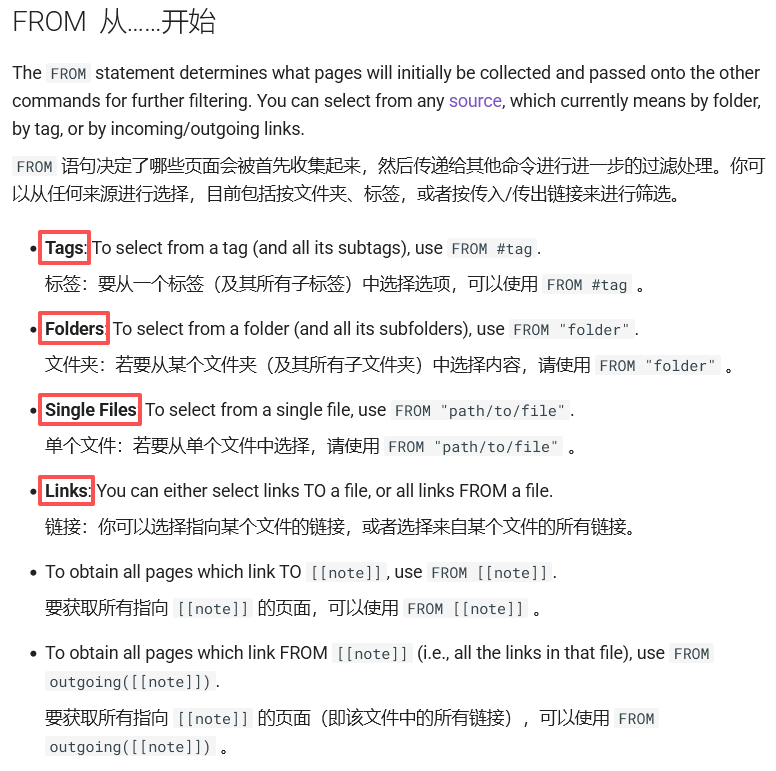 FROM 从……开始
The FROM statement determines what pages will initially be collected and passed onto the other
commands for further filtering. You can select from any source, which currently means by folder,
by tag, or by incoming/outgoing links.
FROM 语句决定了哪些页面会被首先收集起来，然后传递给其他命令进行进一步的过滤处理。你可
以从任何来源进行选择，目前包括按文件夹、标签，或者按传入/传出链接来进行筛选。
• Tags: To select from a tag (and all its subtags), use FROM #tag.
标签：要从一个标签（及其所有子标签）中选择选项，可以使用 FROM #tag 。
• Folders: To select from a folder (and all its subfolders), use FROM "folder".
文件夹：若要从某个文件夹（及其所有子文件夹）中选择内容，请使用 FROM "folder" 。
• Single Files To select from a single file, use FROM "path/to/file".
单个文件：若要从单个文件中选择，请使用 FROM "path/to/file" 。
• Links: You can either select links TO a file, or all links FROM a file.
链接：你可以选择指向某个文件的链接，或者选择来自某个文件的所有链接。
• To obtain all pages which link TO [[note]], use FROM [[note]].
要获取所有指向 [[note]] 的页面，可以使用 FROM [[note]] 。
• To obtain all pages which link FROM [[note]] (i.e., all the links in that file), use FROM
outgoing([[note]]).
要获取所有指向 [[note]] 的页面（即该文件中的所有链接），可以使用 FROM
outgoing([[note]]) 。